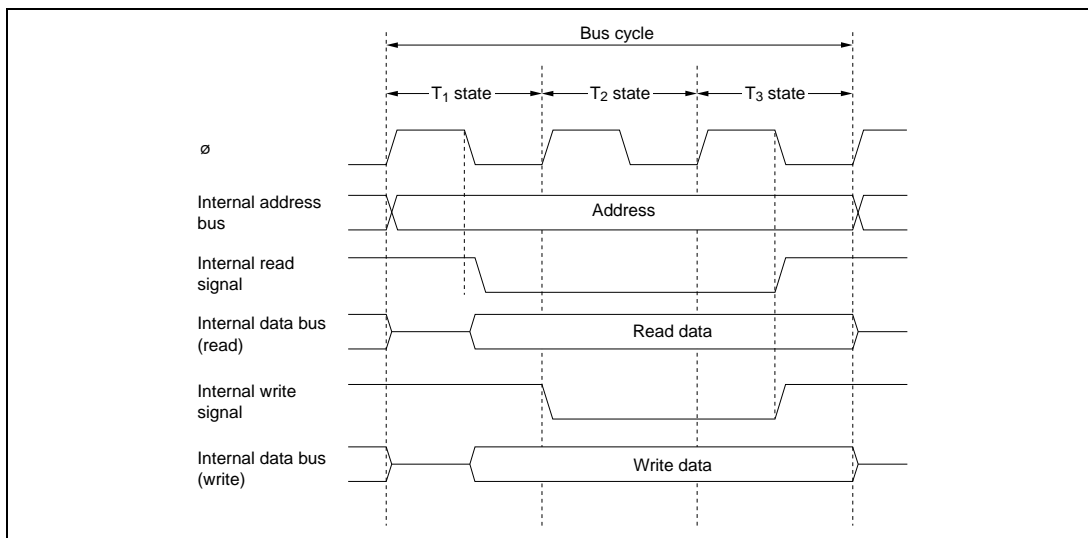 Bus cycle
T₁ state
T₂ state
T₃ state
ø
Internal address
bus
Address
Internal read
signal
Internal data bus
(read)
Read data
Internal write
signal
Internal data bus
(write)
Write data